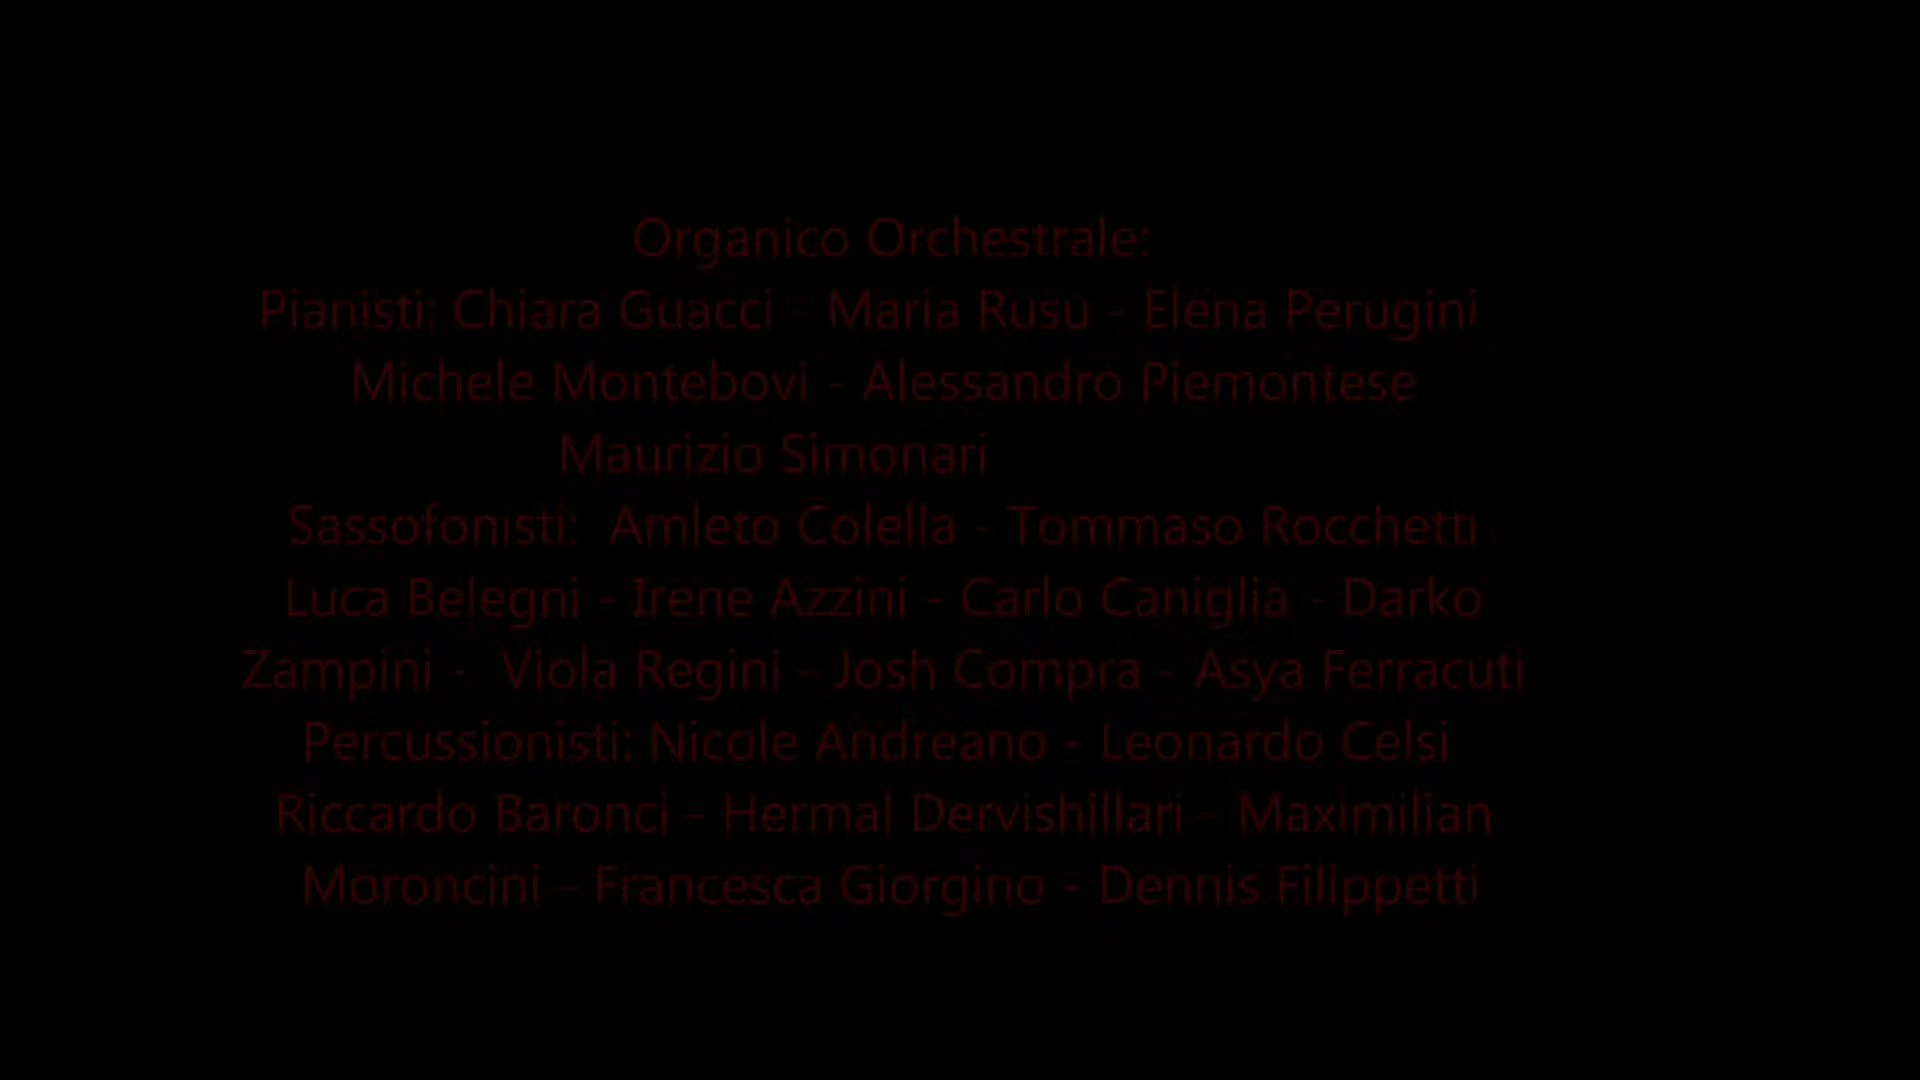 Organico Orchestrale:
Pianisti: Chiara Guacci - Maria Rusu - Elena Perugini
Michele Montebovi - Alessandro Piemontese
Maurizio Simonari
Sassofonisti:  Amleto Colella - Tommaso Rocchetti
Luca Belegni - Irene Azzini - Carlo Caniglia - Darko
Zampini -  Viola Regini - Josh Compra - Asya Ferracuti
Percussionisti: Nicole Andreano - Leonardo Celsi
Riccardo Baronci - Hermal Dervishillari - Maximilian
Moroncini - Francesca Giorgino - Dennis Filippetti